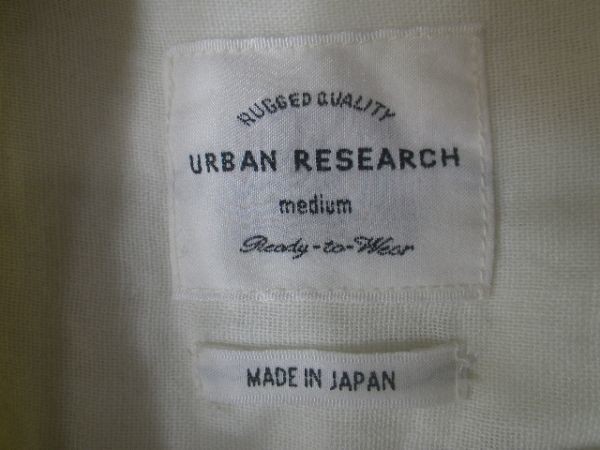 RUGGED QUALITY
URBAN RESEARCH
medium
Ready-to-Wear
MADE IN JAPAN